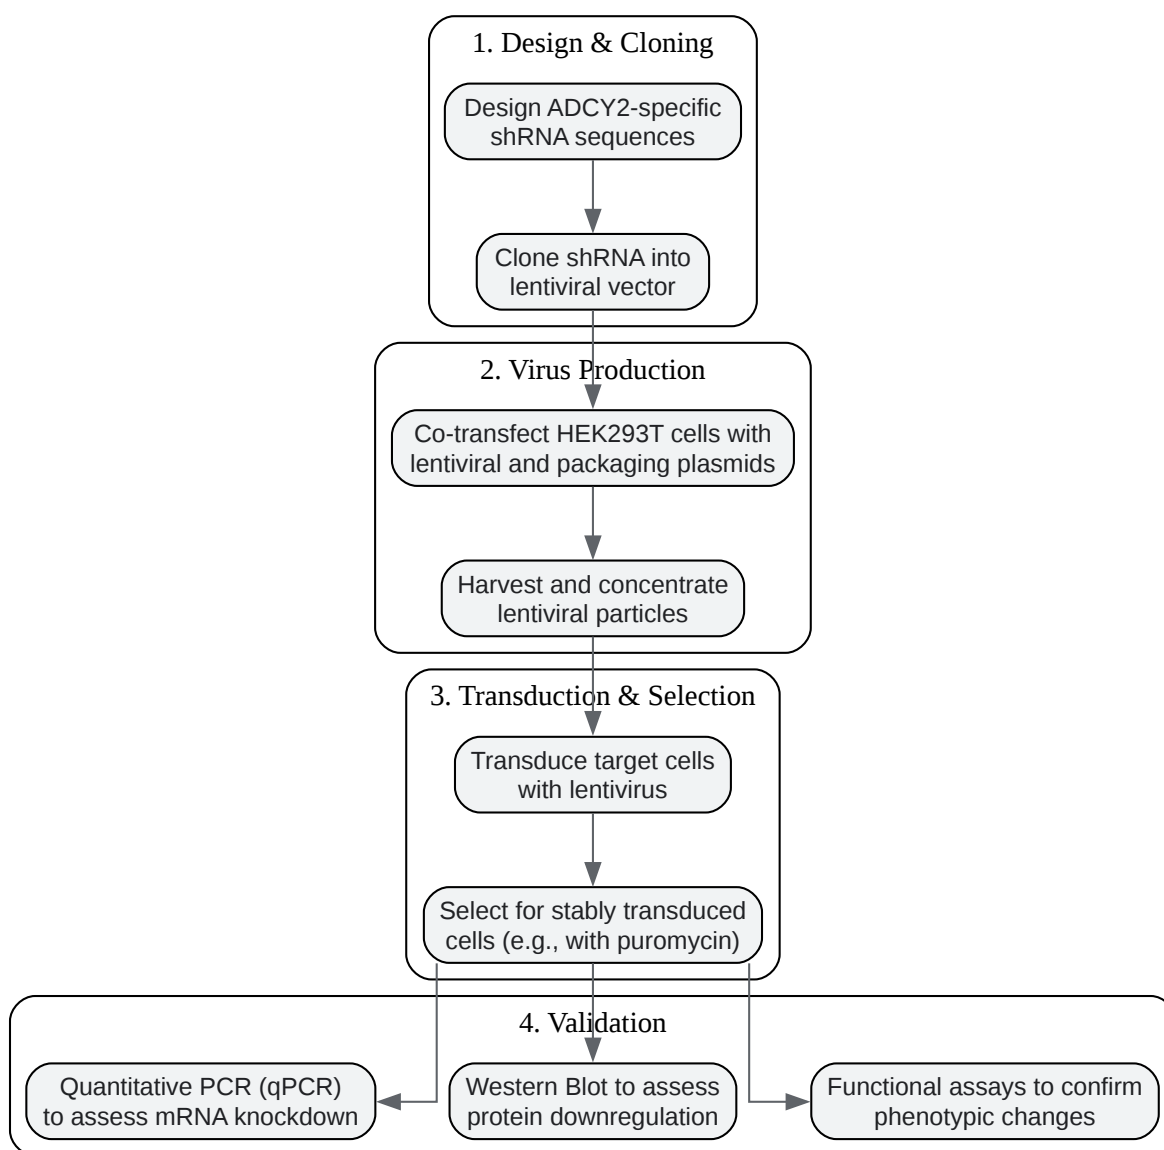 1. Design & Cloning
Design ADCY2-specific
shRNA sequences
Clone shRNA into
lentiviral vector
2. Virus Production
Co-transfect HEK293T cells with
lentiviral and packaging plasmids
Harvest and concentrate
lentiviral particles
3. Transduction & Selection
Transduce target cells
with lentivirus
Select for stably transduced
cells (e.g., with puromycin)
4. Validation
Quantitative PCR (qPCR)
to assess mRNA knockdown
Western Blot to assess
protein downregulation
Functional assays to confirm
phenotypic changes